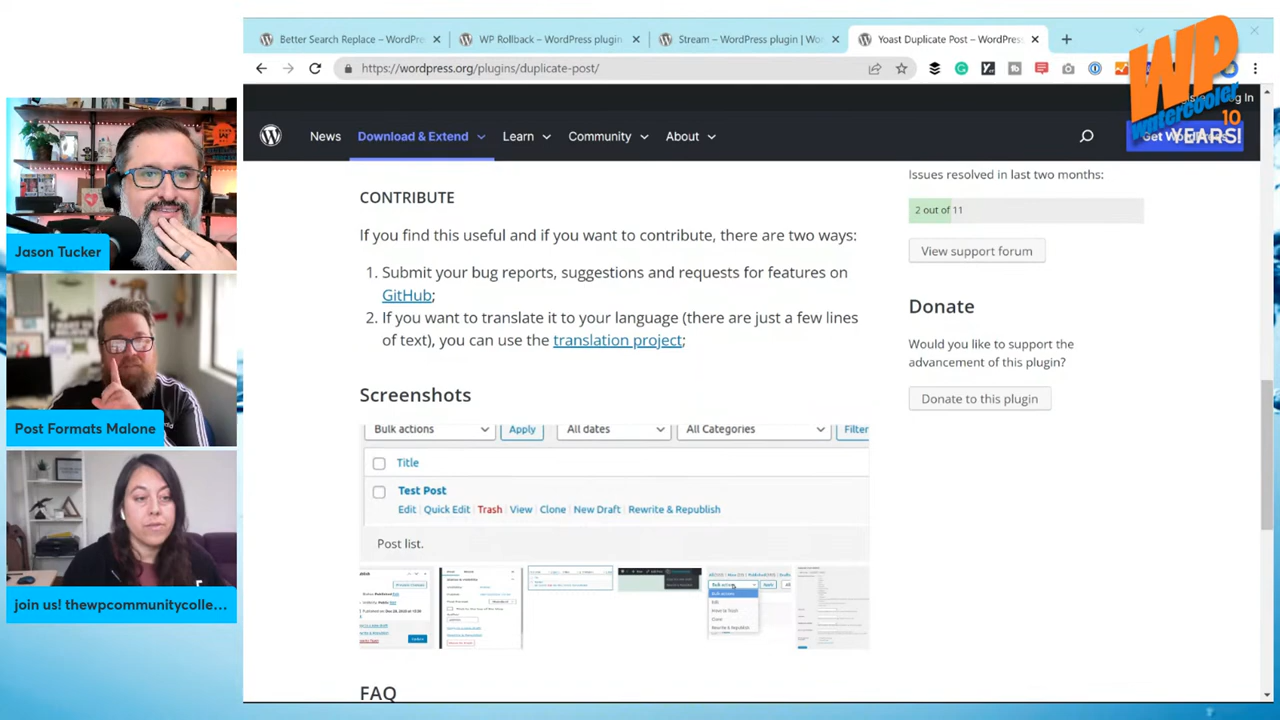 Better Search Replace – WordPre
WP Rollback – WordPress plugin
Stream – WordPress plugin | Wo
Yoast Duplicate Post – WordPres
https://wordpress.org/plugins/duplicate-post/
WP
Watercooler
10
YEARS!
News
Download & Extend
Learn
Community
About
CONTRIBUTE
If you find this useful and if you want to contribute, there are two ways:
1. Submit your bug reports, suggestions and requests for features on
GitHub;
2. If you want to translate it to your language (there are just a few lines
of text), you can use the translation project;
Screenshots
Bulk actions
Apply
All dates
All Categories
Filter
Title
Test Post
Edit | Quick Edit | Trash | View | Clone | New Draft | Rewrite & Republish
Post list.
FAQ
Issues resolved in last two months:
2 out of 11
View support forum
Donate
Would you like to support the
advancement of this plugin?
Donate to this plugin
Jason Tucker
Post Formats Malone
join us! thewpcommunitycolle...